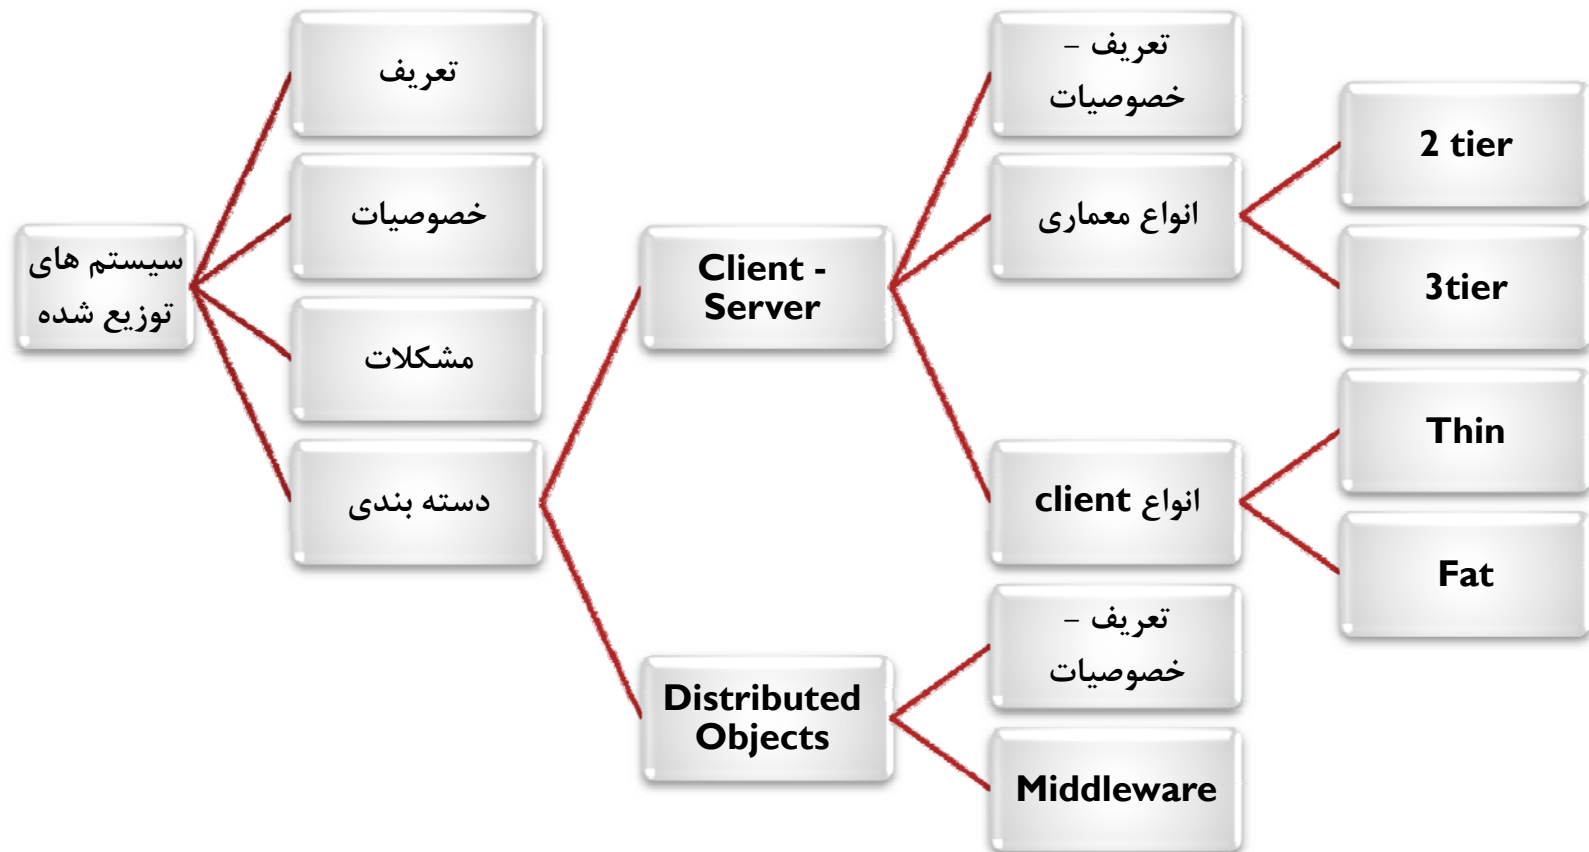 سیستم های
توزیع شده
تعریف
خصوصیات
مشکلات
دسته بندی
Client -
Server
تعریف –
خصوصیات
انواع معماری
2 tier
3tier
انواع client
Thin
Fat
Distributed
Objects
تعریف –
خصوصیات
Middleware